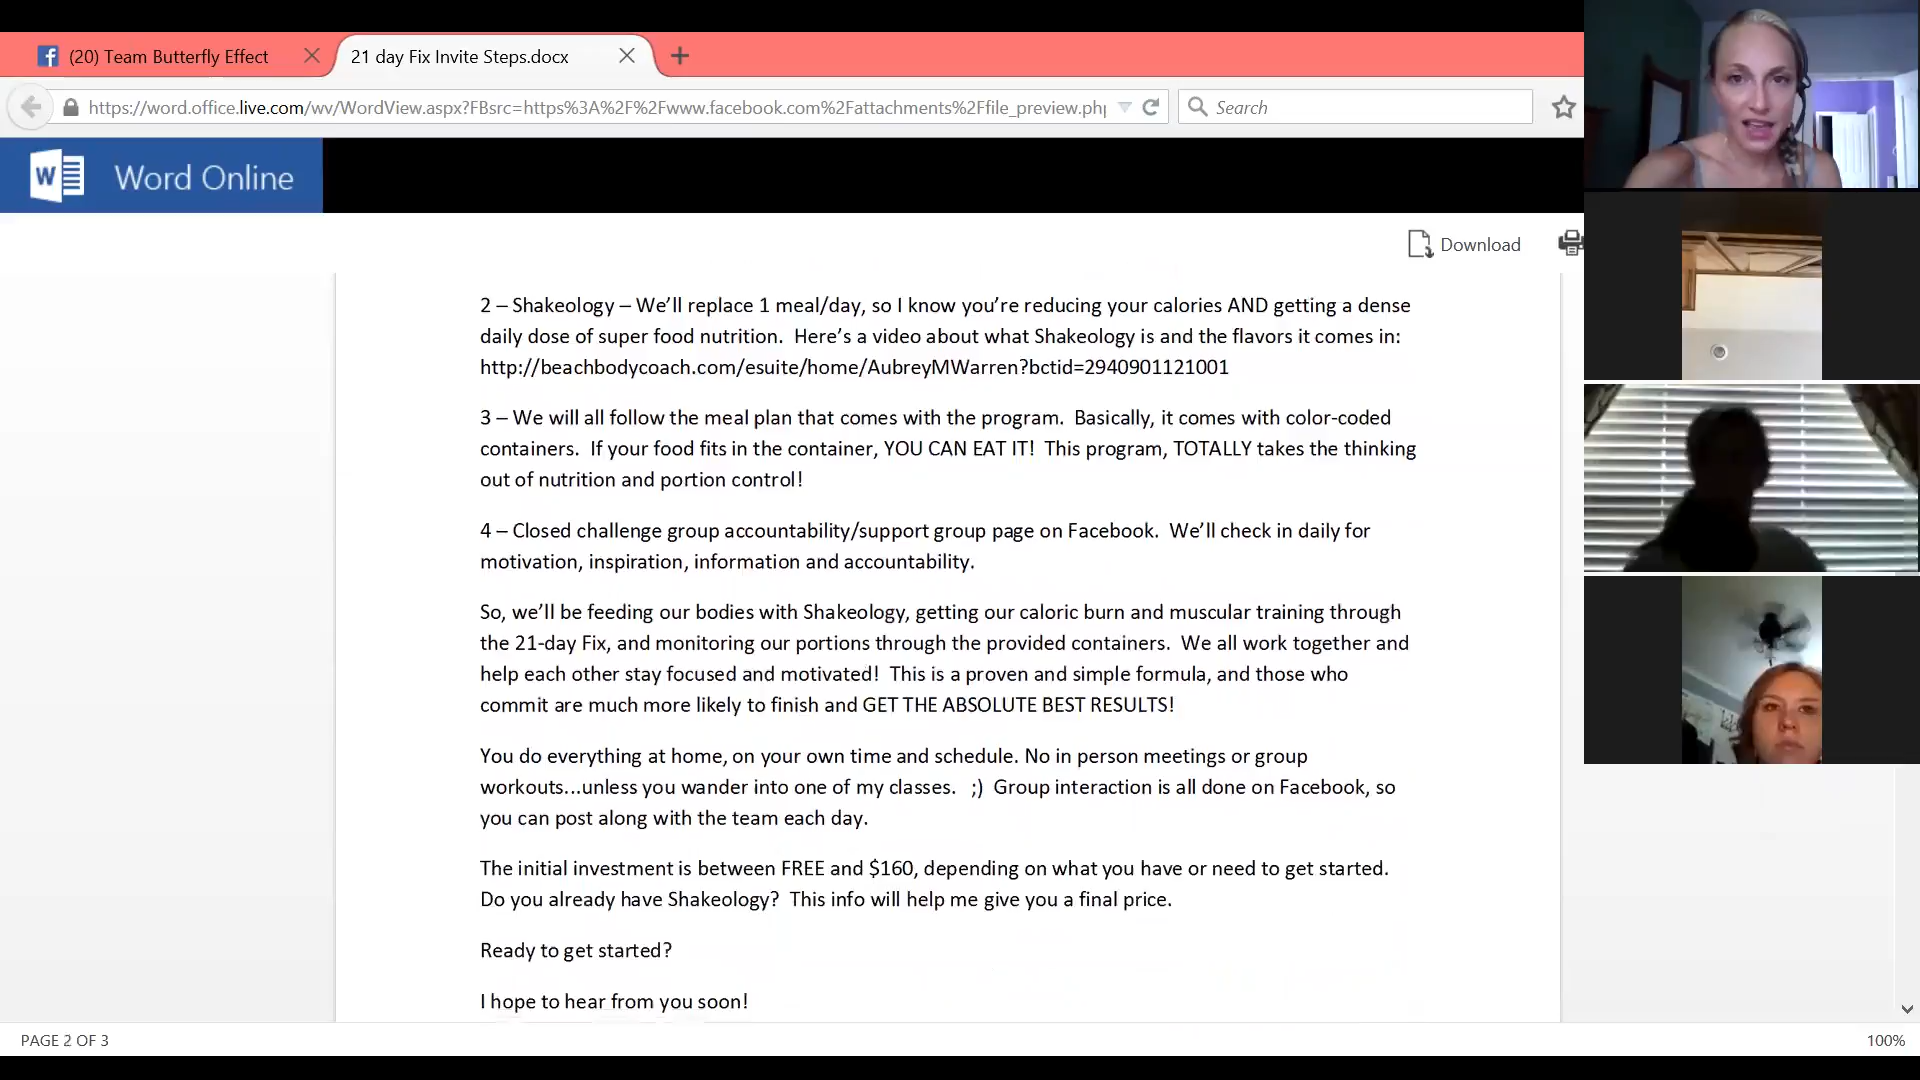 (20) Team Butterfly Effect
21 day Fix Invite Steps.docx
https://word.office.live.com/wv/WordView.aspx?FBsrc=https%3A%2F%2Fwww.facebook.com%2Fattachments%2Ffile_preview.php
Search
W
Word Online
Download
2 – Shakeology – We’ll replace 1 meal/day, so I know you’re reducing your calories AND getting a dense
daily dose of super food nutrition.  Here’s a video about what Shakeology is and the flavors it comes in:
http://beachbodycoach.com/esuite/home/AubreyMWarren?bctid=2940901121001
3 – We will all follow the meal plan that comes with the program.  Basically, it comes with color-coded
containers.  If your food fits in the container, YOU CAN EAT IT!  This program, TOTALLY takes the thinking
out of nutrition and portion control!
4 – Closed challenge group accountability/support group page on Facebook.  We’ll check in daily for
motivation, inspiration, information and accountability.
So, we’ll be feeding our bodies with Shakeology, getting our caloric burn and muscular training through
the 21-day Fix, and monitoring our portions through the provided containers.  We all work together and
help each other stay focused and motivated!  This is a proven and simple formula, and those who
commit are much more likely to finish and GET THE ABSOLUTE BEST RESULTS!
You do everything at home, on your own time and schedule. No in person meetings or group
workouts...unless you wander into one of my classes.   ;)  Group interaction is all done on Facebook, so
you can post along with the team each day.
The initial investment is between FREE and $160, depending on what you have or need to get started.
Do you already have Shakeology?  This info will help me give you a final price.
Ready to get started?
I hope to hear from you soon!
PAGE 2 OF 3
100%